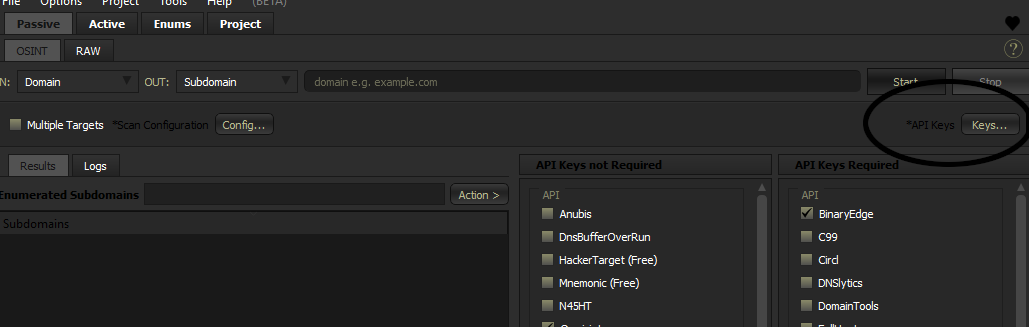 File Options Project Tools Help (BETA)
Passive Active Enums Project
OSINT RAW ?
IN: Domain OUT: Subdomain domain e.g. example.com Start Stop
Multiple Targets *Scan Configuration Config... *API Keys Keys...
Results Logs API Keys not Required API Keys Required
Enumerated Subdomains Action > API API
Subdomains
Anubis BinaryEdge
DnsBufferOverRun C99
HackerTarget (Free) Circl
Mnemonic (Free) DNSlytics
N45HT DomainTools